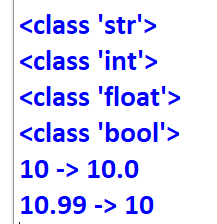 <class 'str'>
<class 'int'>
<class 'float'>
<class 'bool'>
10 -> 10.0
10.99 -> 10